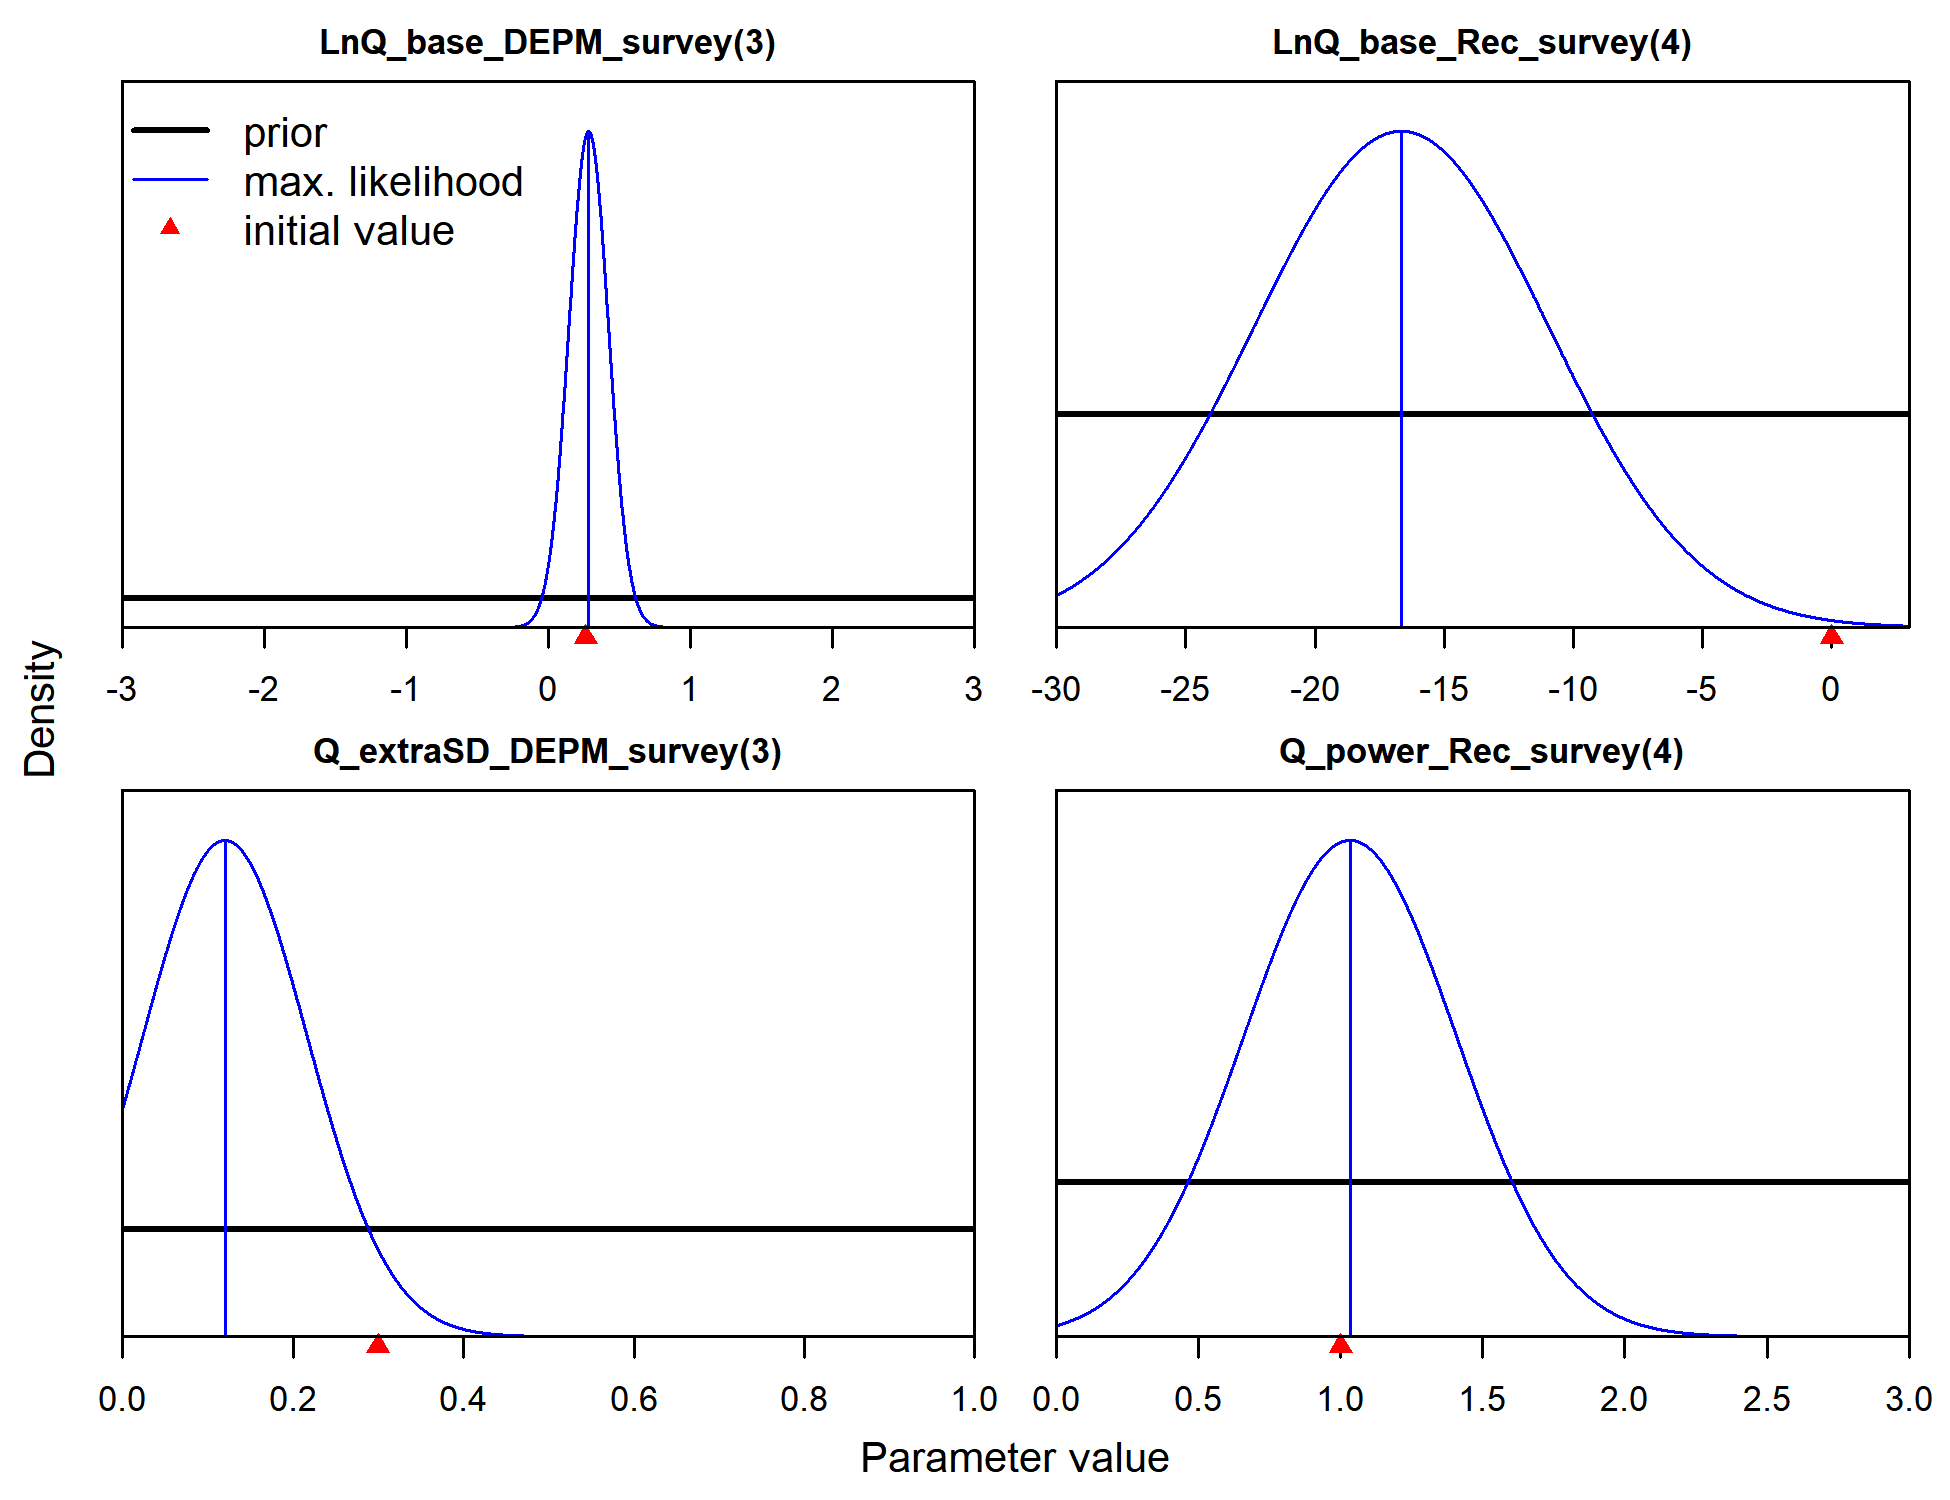 LnQ_base_DEPM_survey(3)
LnQ_base_Rec_survey(4)
prior
max. likelihood
initial value
-3 -2 -1 0 1 2 3
-30 -25 -20 -15 -10 -5 0
Density
Q_extraSD_DEPM_survey(3)
Q_power_Rec_survey(4)
0.0 0.2 0.4 0.6 0.8 1.0
0.0 0.5 1.0 1.5 2.0 2.5 3.0
Parameter value